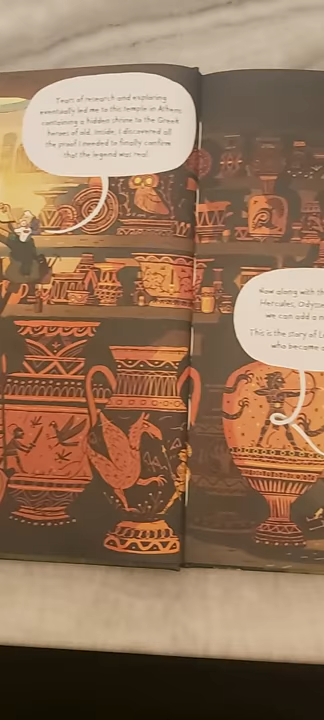 Years of research and exploring
eventually led me to this temple in Athens
containing a hidden shrine to the Greek
heroes of old. Inside, I discovered all
the proof I needed to finally confirm
that the legend was real.
Now along with th
Hercules, Odysse
we can add a
This is the story of L
who became